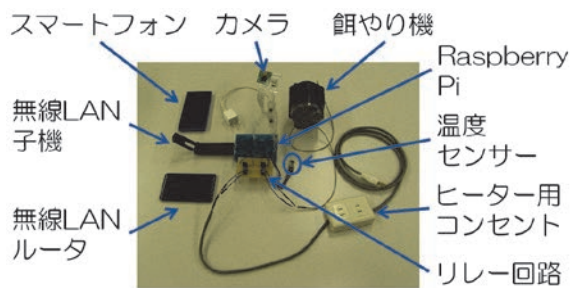 スマートフォン
カメラ
餌やり機
Raspberry
Pi
無線LAN
子機
温度
センサー
無線LAN
ルータ
ヒーター用
コンセント
リレー回路